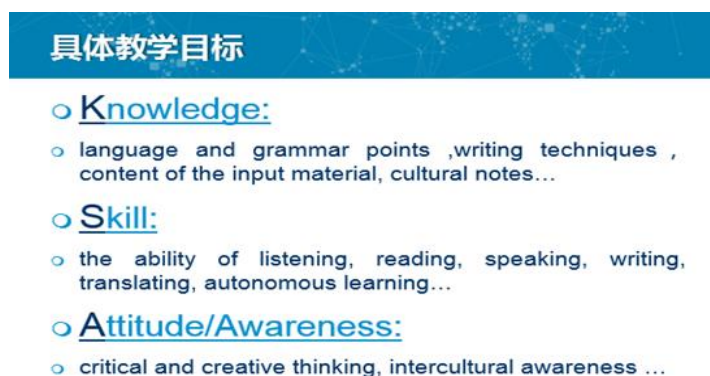 具体教学目标
Knowledge:
language and grammar points ,writing techniques ,
content of the input material, cultural notes…
Skill:
the ability of listening, reading, speaking, writing,
translating, autonomous learning…
Attitude/Awareness:
critical and creative thinking, intercultural awareness …